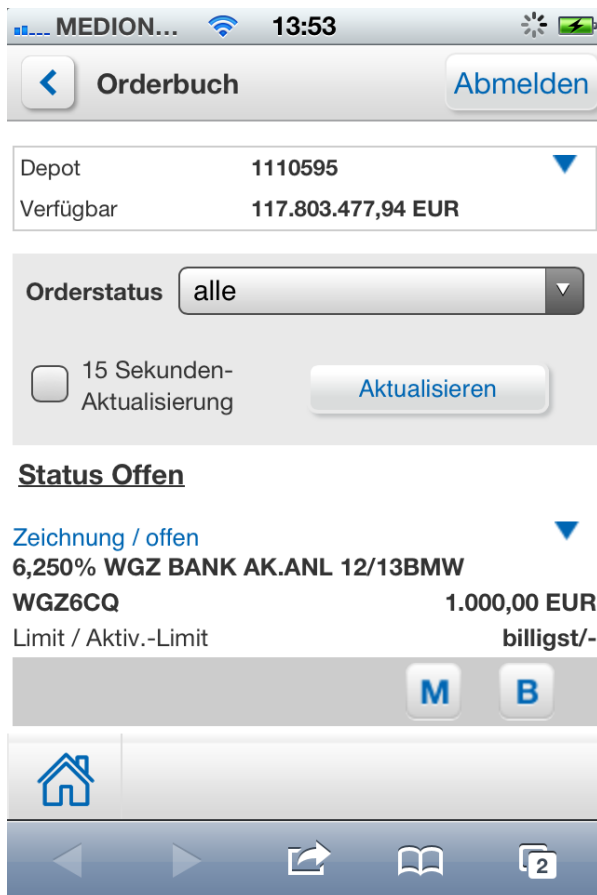 MEDION... 13:53
Orderbuch Abmelden
Depot 1110595
Verfügbar 117.803.477,94 EUR
Orderstatus alle
15 Sekunden-
Aktualisierung
Aktualisieren
Status Offen
Zeichnung / offen
6,250% WGZ BANK AK.ANL 12/13BMW
WGZ6CQ 1.000,00 EUR
Limit / Aktiv.-Limit billigst/-
M B
2